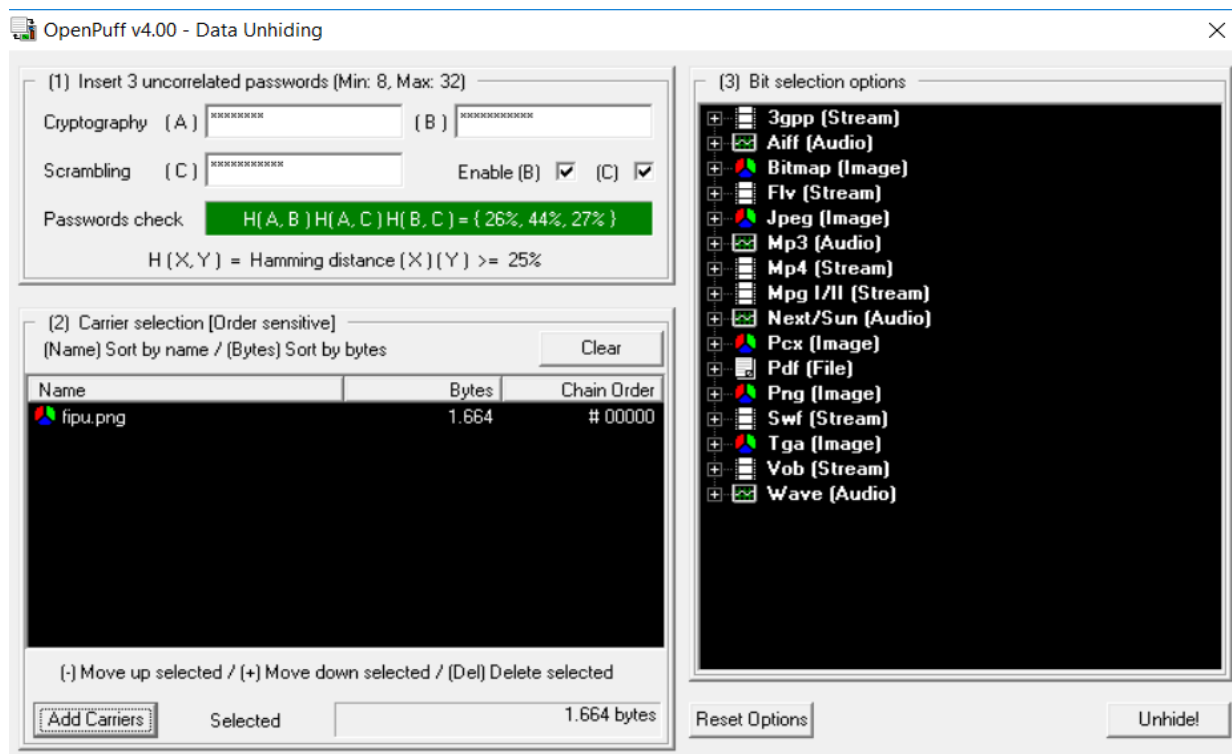 OpenPuff v4.00 - Data Unhiding
(1) Insert 3 uncorrelated passwords (Min: 8, Max: 32)
Cryptography (A) ******** (B) ***********
Scrambling (C) *********** Enable (B) (C)
Passwords check H( A, B ) H( A, C ) H( B, C ) = { 26%, 44%, 27% }
H ( X, Y ) = Hamming distance ( X ) ( Y ) >= 25%
(2) Carrier selection [Order sensitive]
(Name) Sort by name / (Bytes) Sort by bytes
Clear
Name Bytes Chain Order
fipu.png 1.664 # 00000
(-) Move up selected / (+) Move down selected / (Del) Delete selected
Add Carriers Selected 1.664 bytes
(3) Bit selection options
3gpp (Stream)
Aiff (Audio)
Bitmap (Image)
Flv (Stream)
Jpeg (Image)
Mp3 (Audio)
Mp4 (Stream)
Mpg I/II (Stream)
Next/Sun (Audio)
Pcx (Image)
Pdf (File)
Png (Image)
Swf (Stream)
Tga (Image)
Vob (Stream)
Wave (Audio)
Reset Options Unhide!